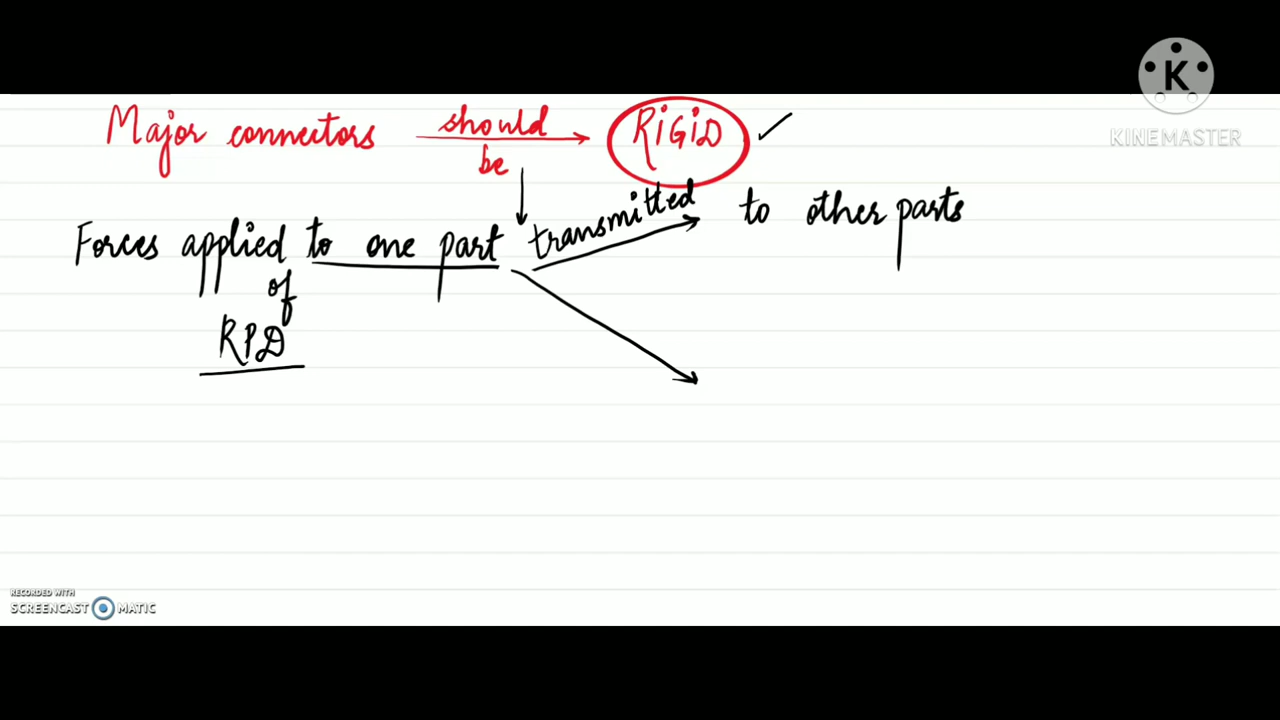 K
KINEMASTER
Major connectors should be RiGiD
Forces applied to one part transmitted to other parts
of
RPD
RECORDED WITH
SCREENCAST MATIC